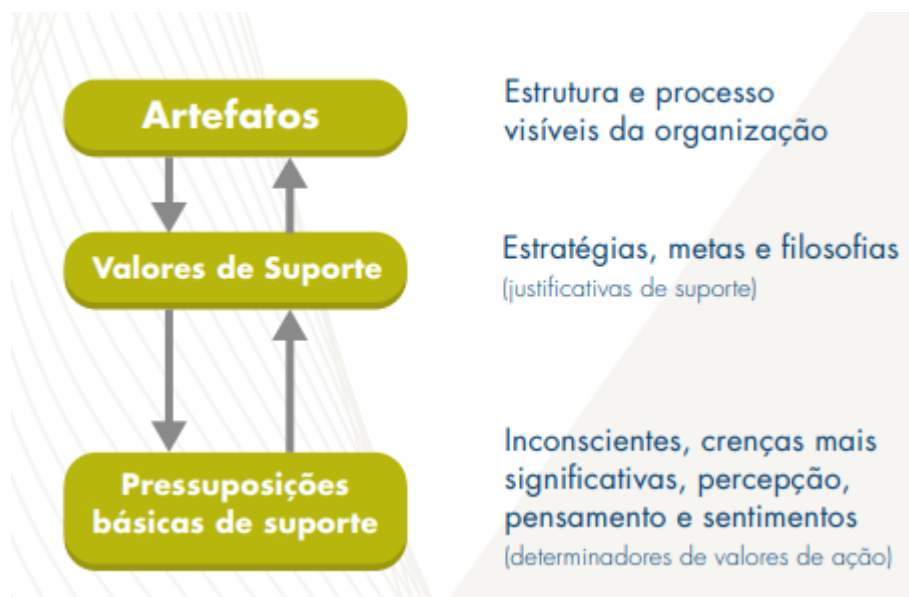 Artefatos
Estrutura e processo
visíveis da organização
Valores de Suporte
Estratégias, metas e filosofias
(justificativas de suporte)
Pressuposições
básicas de suporte
Inconscientes, crenças mais
significativas, percepção,
pensamento e sentimentos
(determinadores de valores de ação)